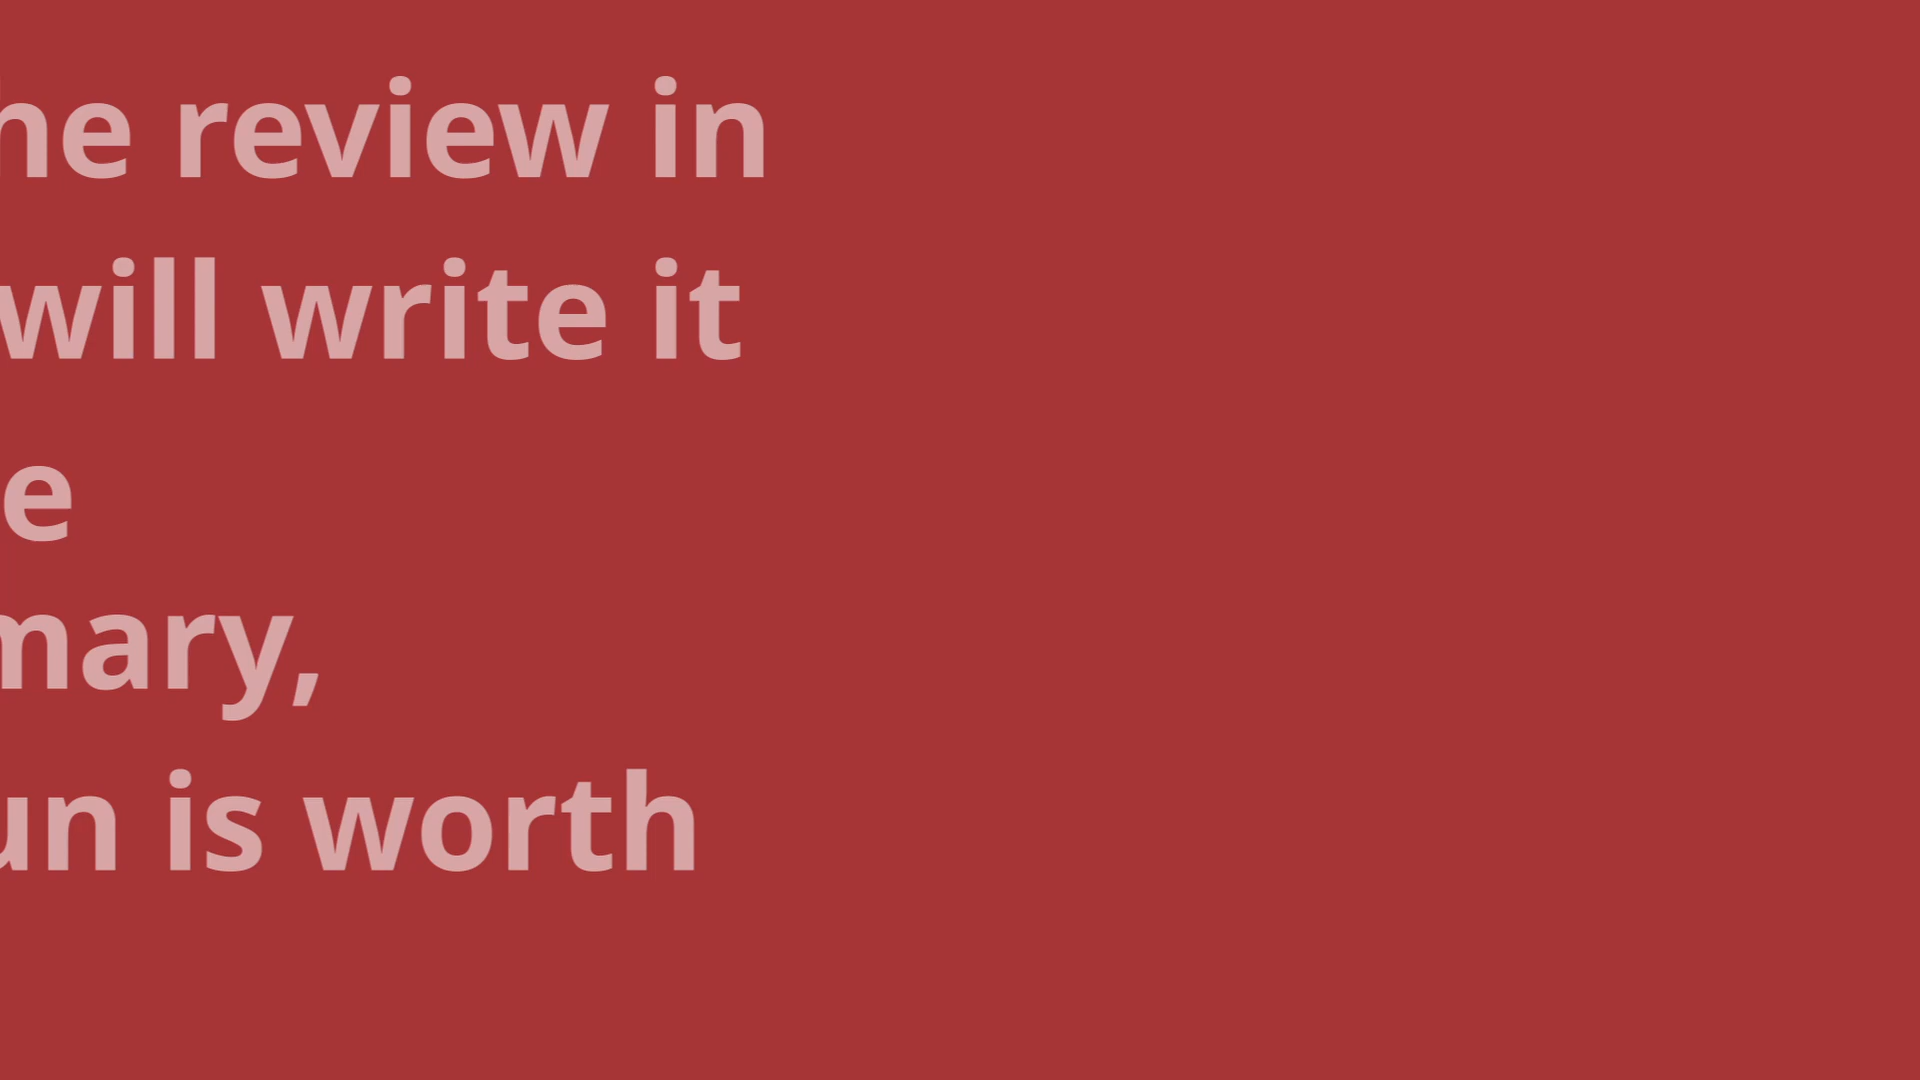 he review in
will write it
e
mary,
un is worth